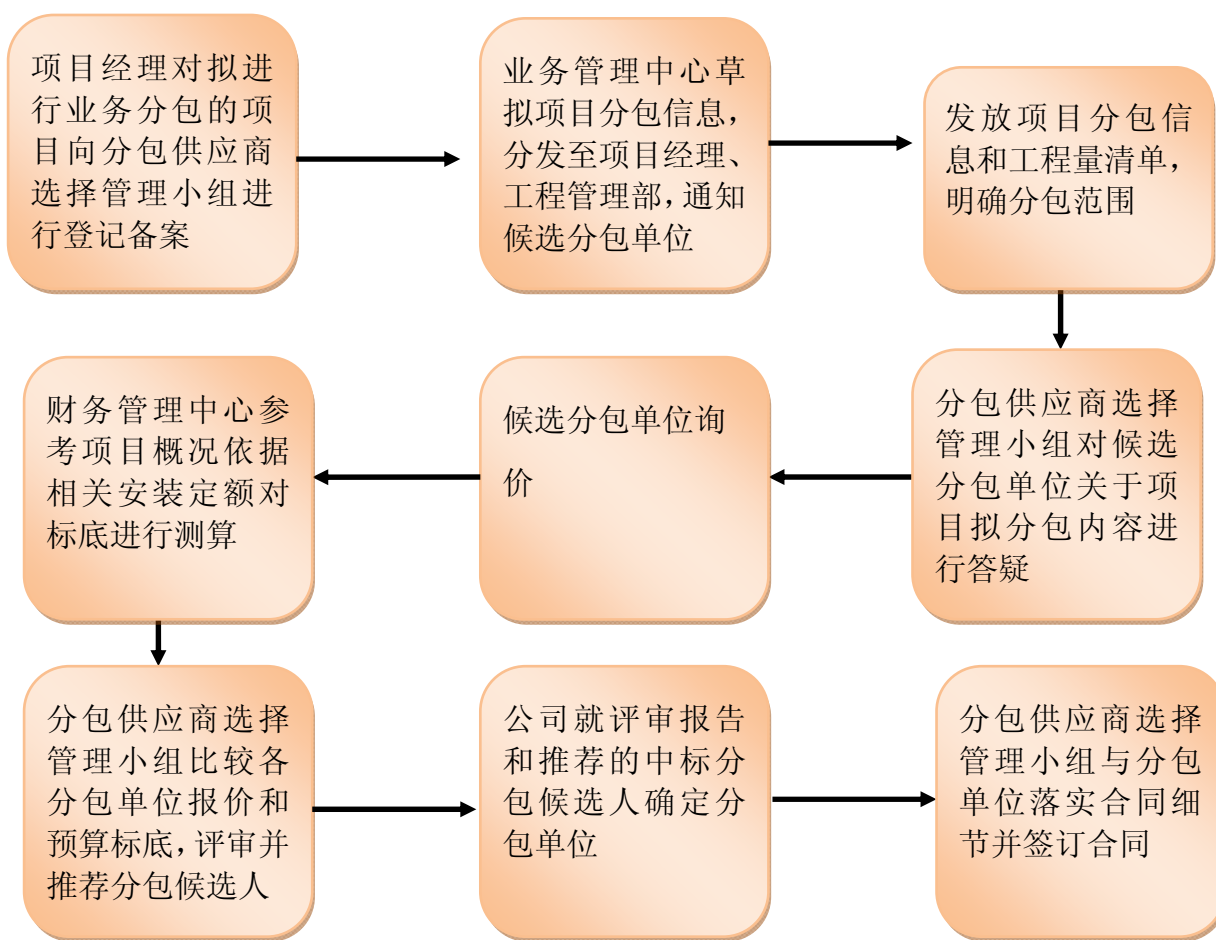 项目经理对拟进
行业务分包的项
目向分包供应商
选择管理小组进
行登记备案
业务管理中心草
拟项目分包信息，
分发至项目经理、
工程管理部，通知
候选分包单位
发放项目分包信
息和工程量清单，
明确分包范围
分包供应商选择
管理小组对候选
分包单位关于项
目拟分包内容进
行答疑
候选分包单位询
价
财务管理中心参
考项目概况依据
相关安装定额对
标底进行测算
分包供应商选择
管理小组比较各
分包单位报价和
预算标底，评审并
推荐分包候选人
公司就评审报告
和推荐的中标分
包候选人确定分
包单位
分包供应商选择
管理小组与分包
单位落实合同细
节并签订合同